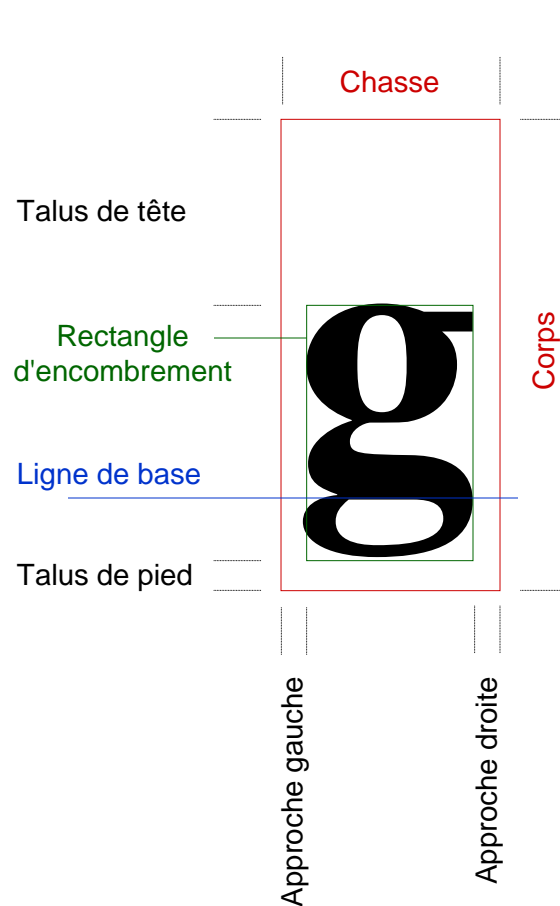 Chasse
Talus de tête
Rectangle
d'encombrement
Corps
g
Ligne de base
Talus de pied
Approche gauche
Approche droite